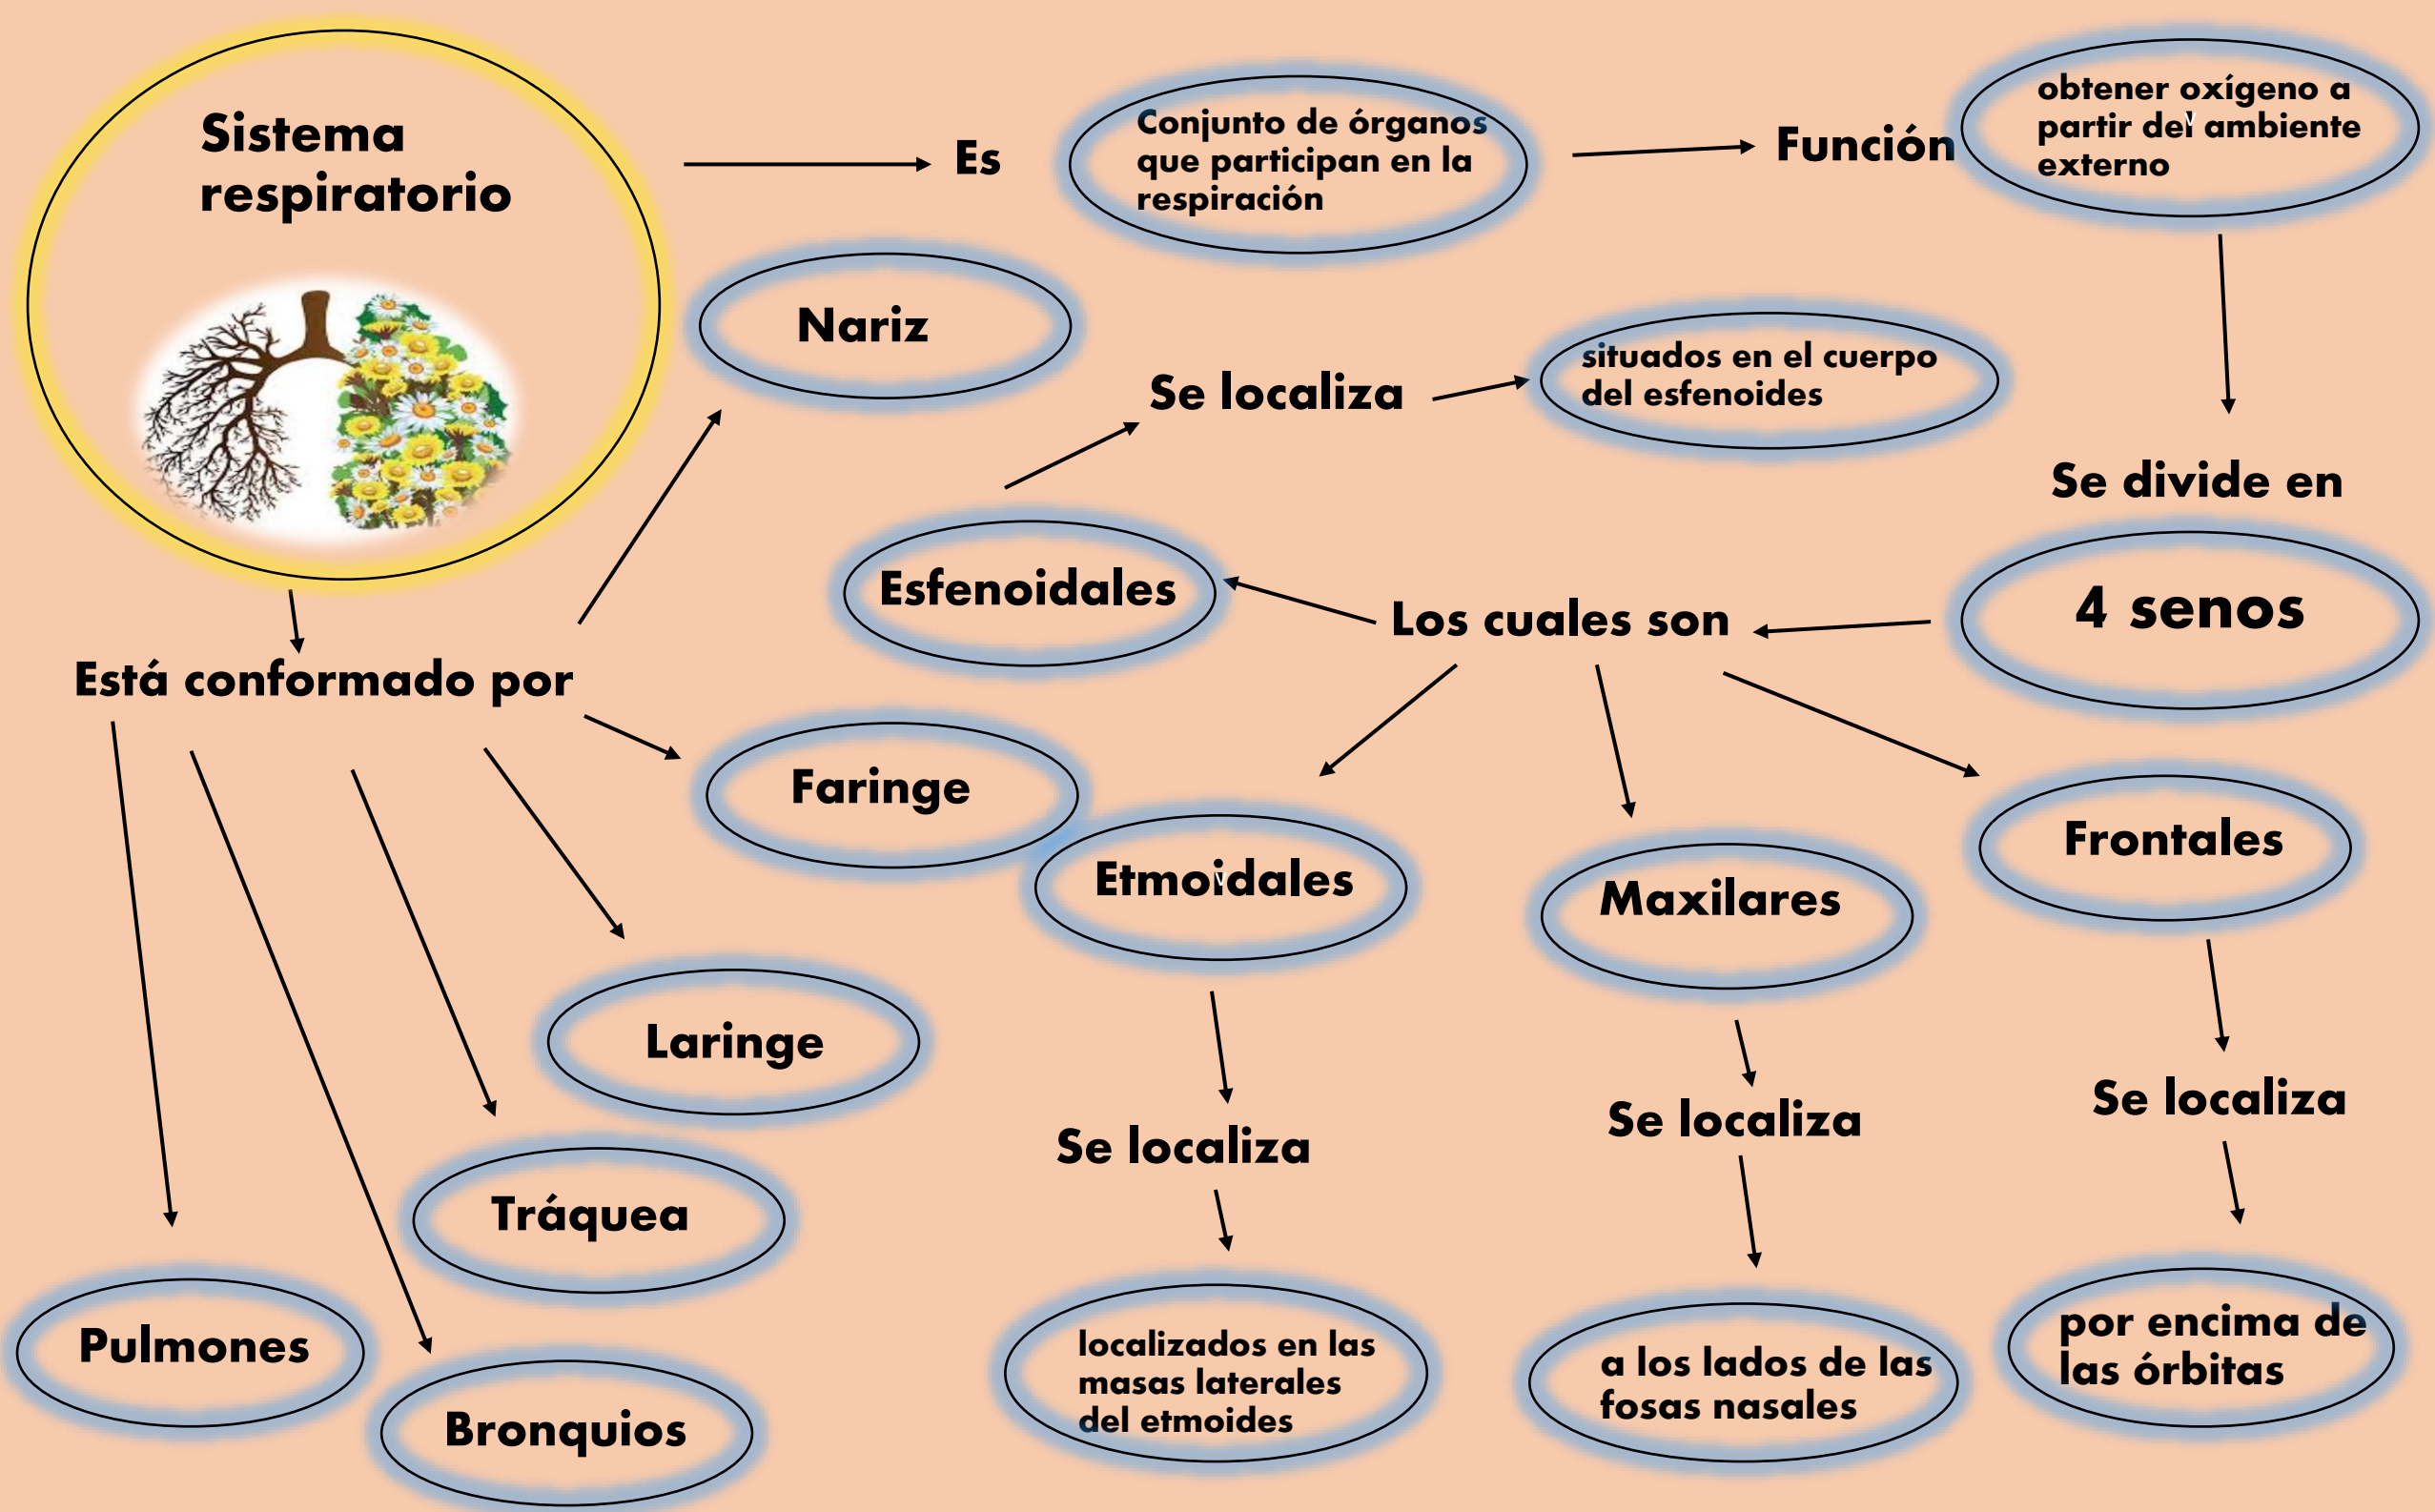 Sistema
respiratorio
Es
Conjunto de órganos
que participan en la
respiración
Función
obtener oxígeno a
partir del ambiente
externo
Nariz
Se localiza
situados en el cuerpo
del esfenoides
Se divide en
Esfenoidales
Los cuales son
4 senos
Está conformado por
Faringe
Etmoidales
Maxilares
Frontales
Laringe
Se localiza
Se localiza
Se localiza
Tráquea
Pulmones
Bronquios
localizados en las
masas laterales
del etmoides
a los lados de las
fosas nasales
por encima de
las órbitas